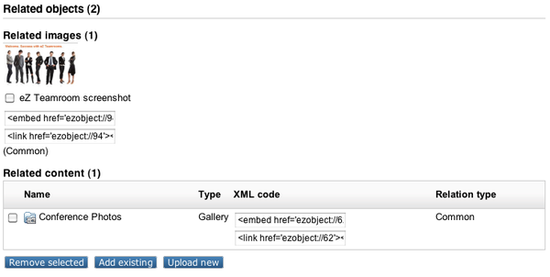 Related objects (2)
Related images (1)
eZ Teamroom screenshot
<embed href='ezobject://9
<link href='ezobject://94'><
(Common)
Related content (1)
Name Type XML code Relation type
Conference Photos Gallery <embed href='ezobject://6 Common
<link href='ezobject://62'><
Remove selected Add existing Upload new